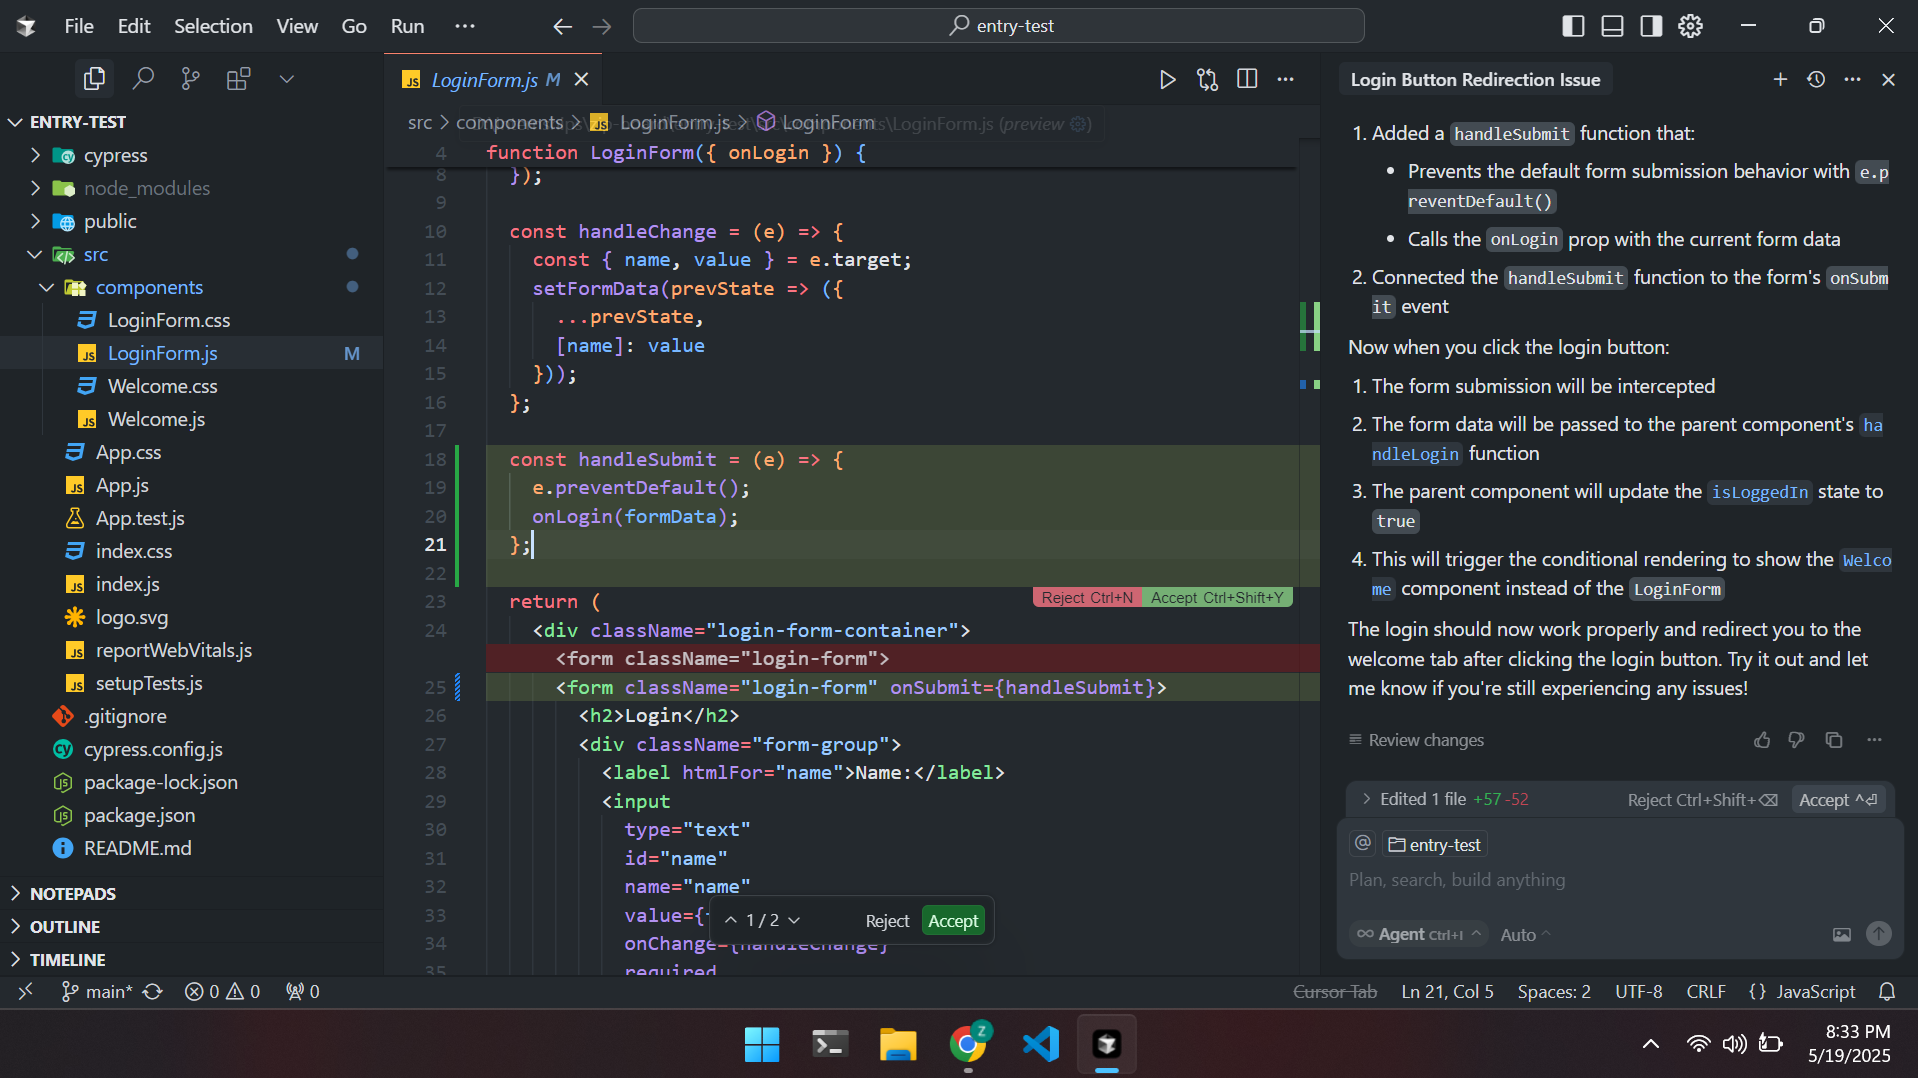 File Edit Selection View Go Run ···
entry-test
ENTRY-TEST
cypress
node_modules
public
src
components
LoginForm.css
LoginForm.js M
Welcome.css
Welcome.js
App.css
App.js
App.test.js
index.css
index.js
logo.svg
reportWebVitals.js
setupTests.js
.gitignore
cypress.config.js
package-lock.json
package.json
README.md
NOTEPADS
OUTLINE
TIMELINE
LoginForm.js M
src > components > LoginForm.js > LoginForm
\LoginForm.js (preview)
4 function LoginForm({ onLogin }) {
8 });
9
10 const handleChange = (e) => {
11 const { name, value } = e.target;
12 setFormData(prevState => ({
13 ...prevState,
14 [name]: value
15 }));
16 };
17
18 const handleSubmit = (e) => {
19 e.preventDefault();
20 onLogin(formData);
21 };
22
Reject Ctrl+N Accept Ctrl+Shift+Y
23 return (
24 <div className="login-form-container">
<form className="login-form">
25 <form className="login-form" onSubmit={handleSubmit}>
26 <h2>Login</h2>
27 <div className="form-group">
28 <label htmlFor="name">Name:</label>
29 <input
30 type="text"
31 id="name"
32 name="name"
33 value={
34 onChange={handleChange}
35 required
1 / 2 Reject Accept
Login Button Redirection Issue
1. Added a handleSubmit function that:
• Prevents the default form submission behavior with e.p
reventDefault()
• Calls the onLogin prop with the current form data
2. Connected the handleSubmit function to the form's onSubm
it event
Now when you click the login button:
1. The form submission will be intercepted
2. The form data will be passed to the parent component's ha
ndleLogin function
3. The parent component will update the isLoggedIn state to
true
4. This will trigger the conditional rendering to show the Welco
me component instead of the LoginForm
The login should now work properly and redirect you to the
welcome tab after clicking the login button. Try it out and let
me know if you're still experiencing any issues!
Review changes
Edited 1 file +57 -52 Reject Ctrl+Shift+⌫ Accept ^⏎
@ entry-test
Plan, search, build anything
∞ Agent Ctrl+I Auto
main* 0 0 0
Cursor Tab Ln 21, Col 5 Spaces: 2 UTF-8 CRLF {} JavaScript
Z
8:33 PM
5/19/2025